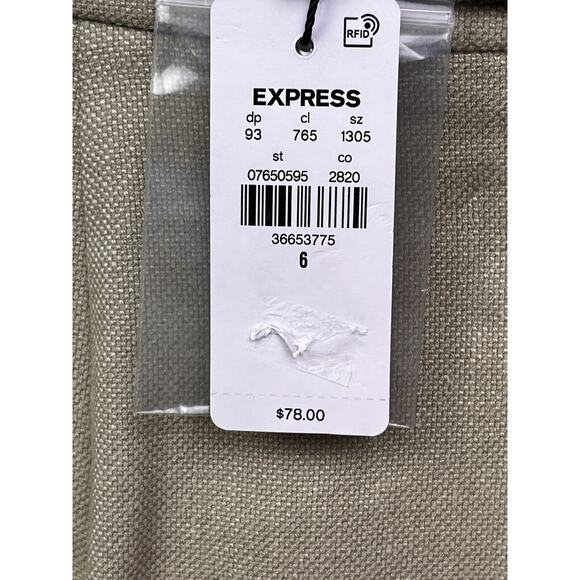 RFID
EXPRESS
dp cl sz
93 765 1305
st co
07650595 2820
36653775
6
$78.00